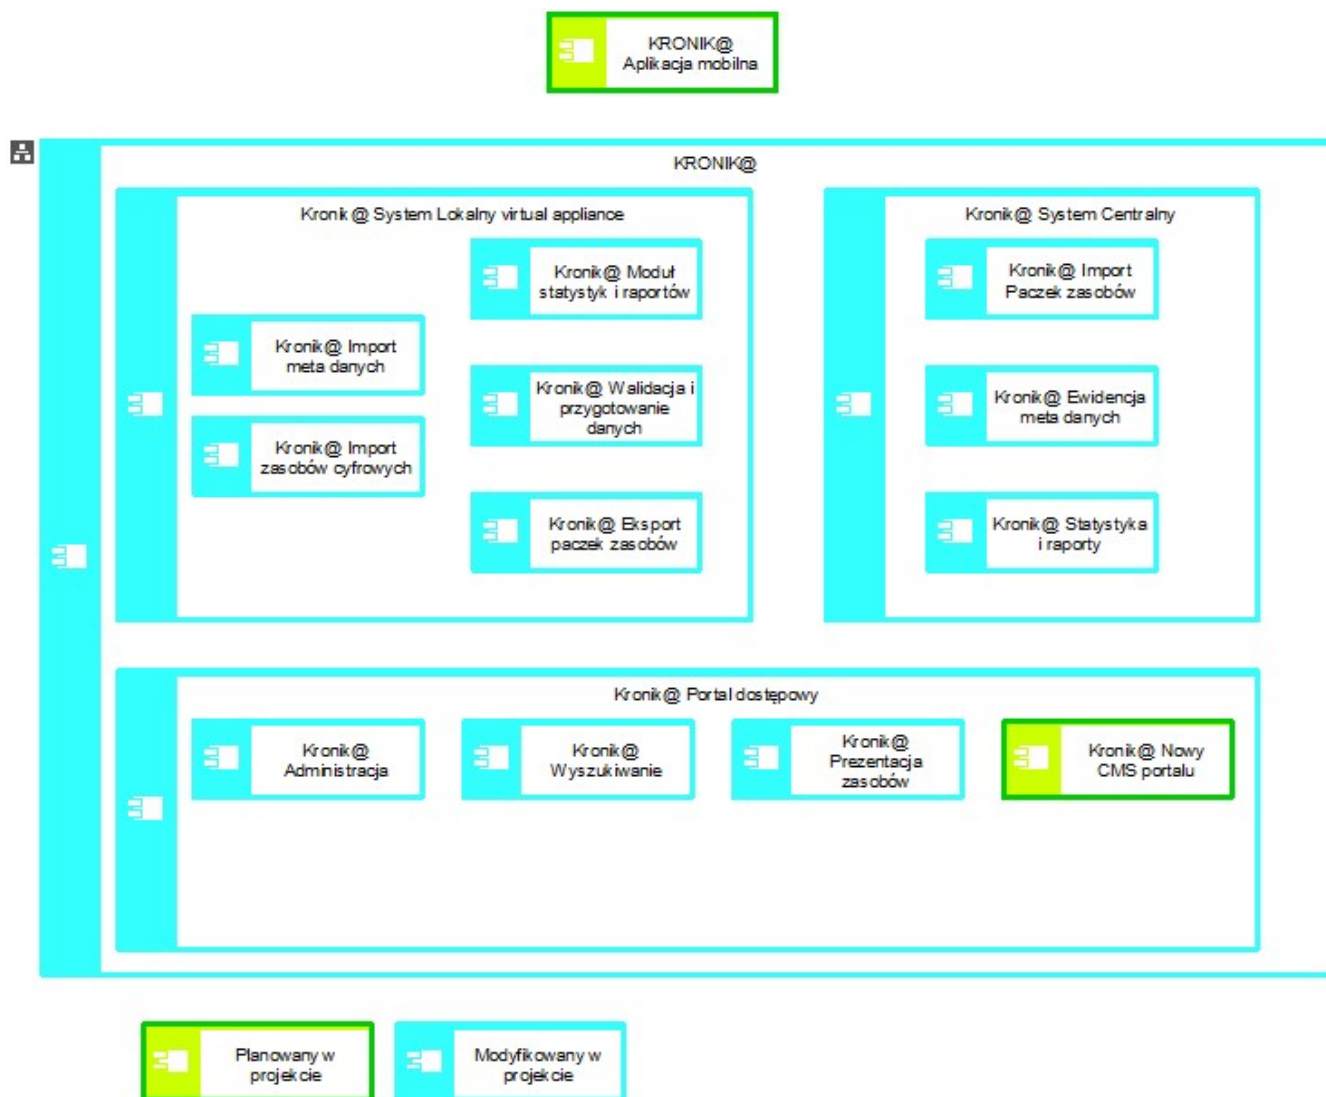 KRONIK@
Aplikacja mobilna
KRONIK@
Kronik@ System Lokalny virtual appliance
Kronik@ Moduł
statystyk i raportów
Kronik@ Import
meta danych
Kronik@ Walidacja i
przygotowanie
danych
Kronik@ Import
zasobów cyfrowych
Kronik@ Eksport
paczek zasobów
Kronik@ System Centralny
Kronik@ Import
Paczek zasobów
Kronik@ Ewidencja
meta danych
Kronik@ Statystyka
i raporty
Kronik@ Portal dostępowy
Kronik@
Administracja
Kronik@
Wyszukiwanie
Kronik@
Prezentacja
zasobów
Kronik@ Nowy
CMS portalu
Planowany w
projekcie
Modyfikowany w
projekcie